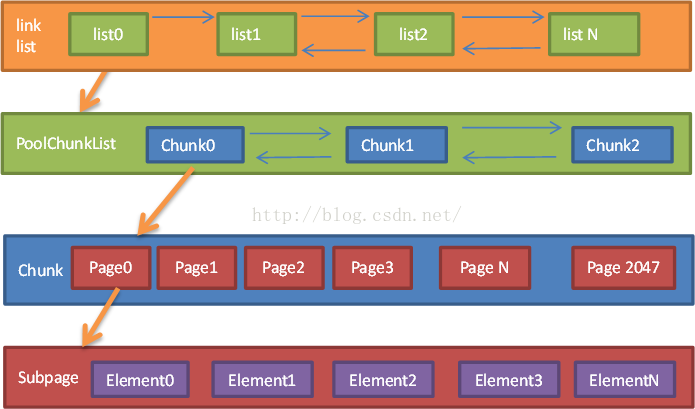 link list
list0 list1 list2 list N
PoolChunkList Chunk0 Chunk1 Chunk2
http://blog.csdn.net/
Chunk Page0 Page1 Page2 Page3 Page N Page 2047
Subpage Element0 Element1 Element2 Element3 ElementN